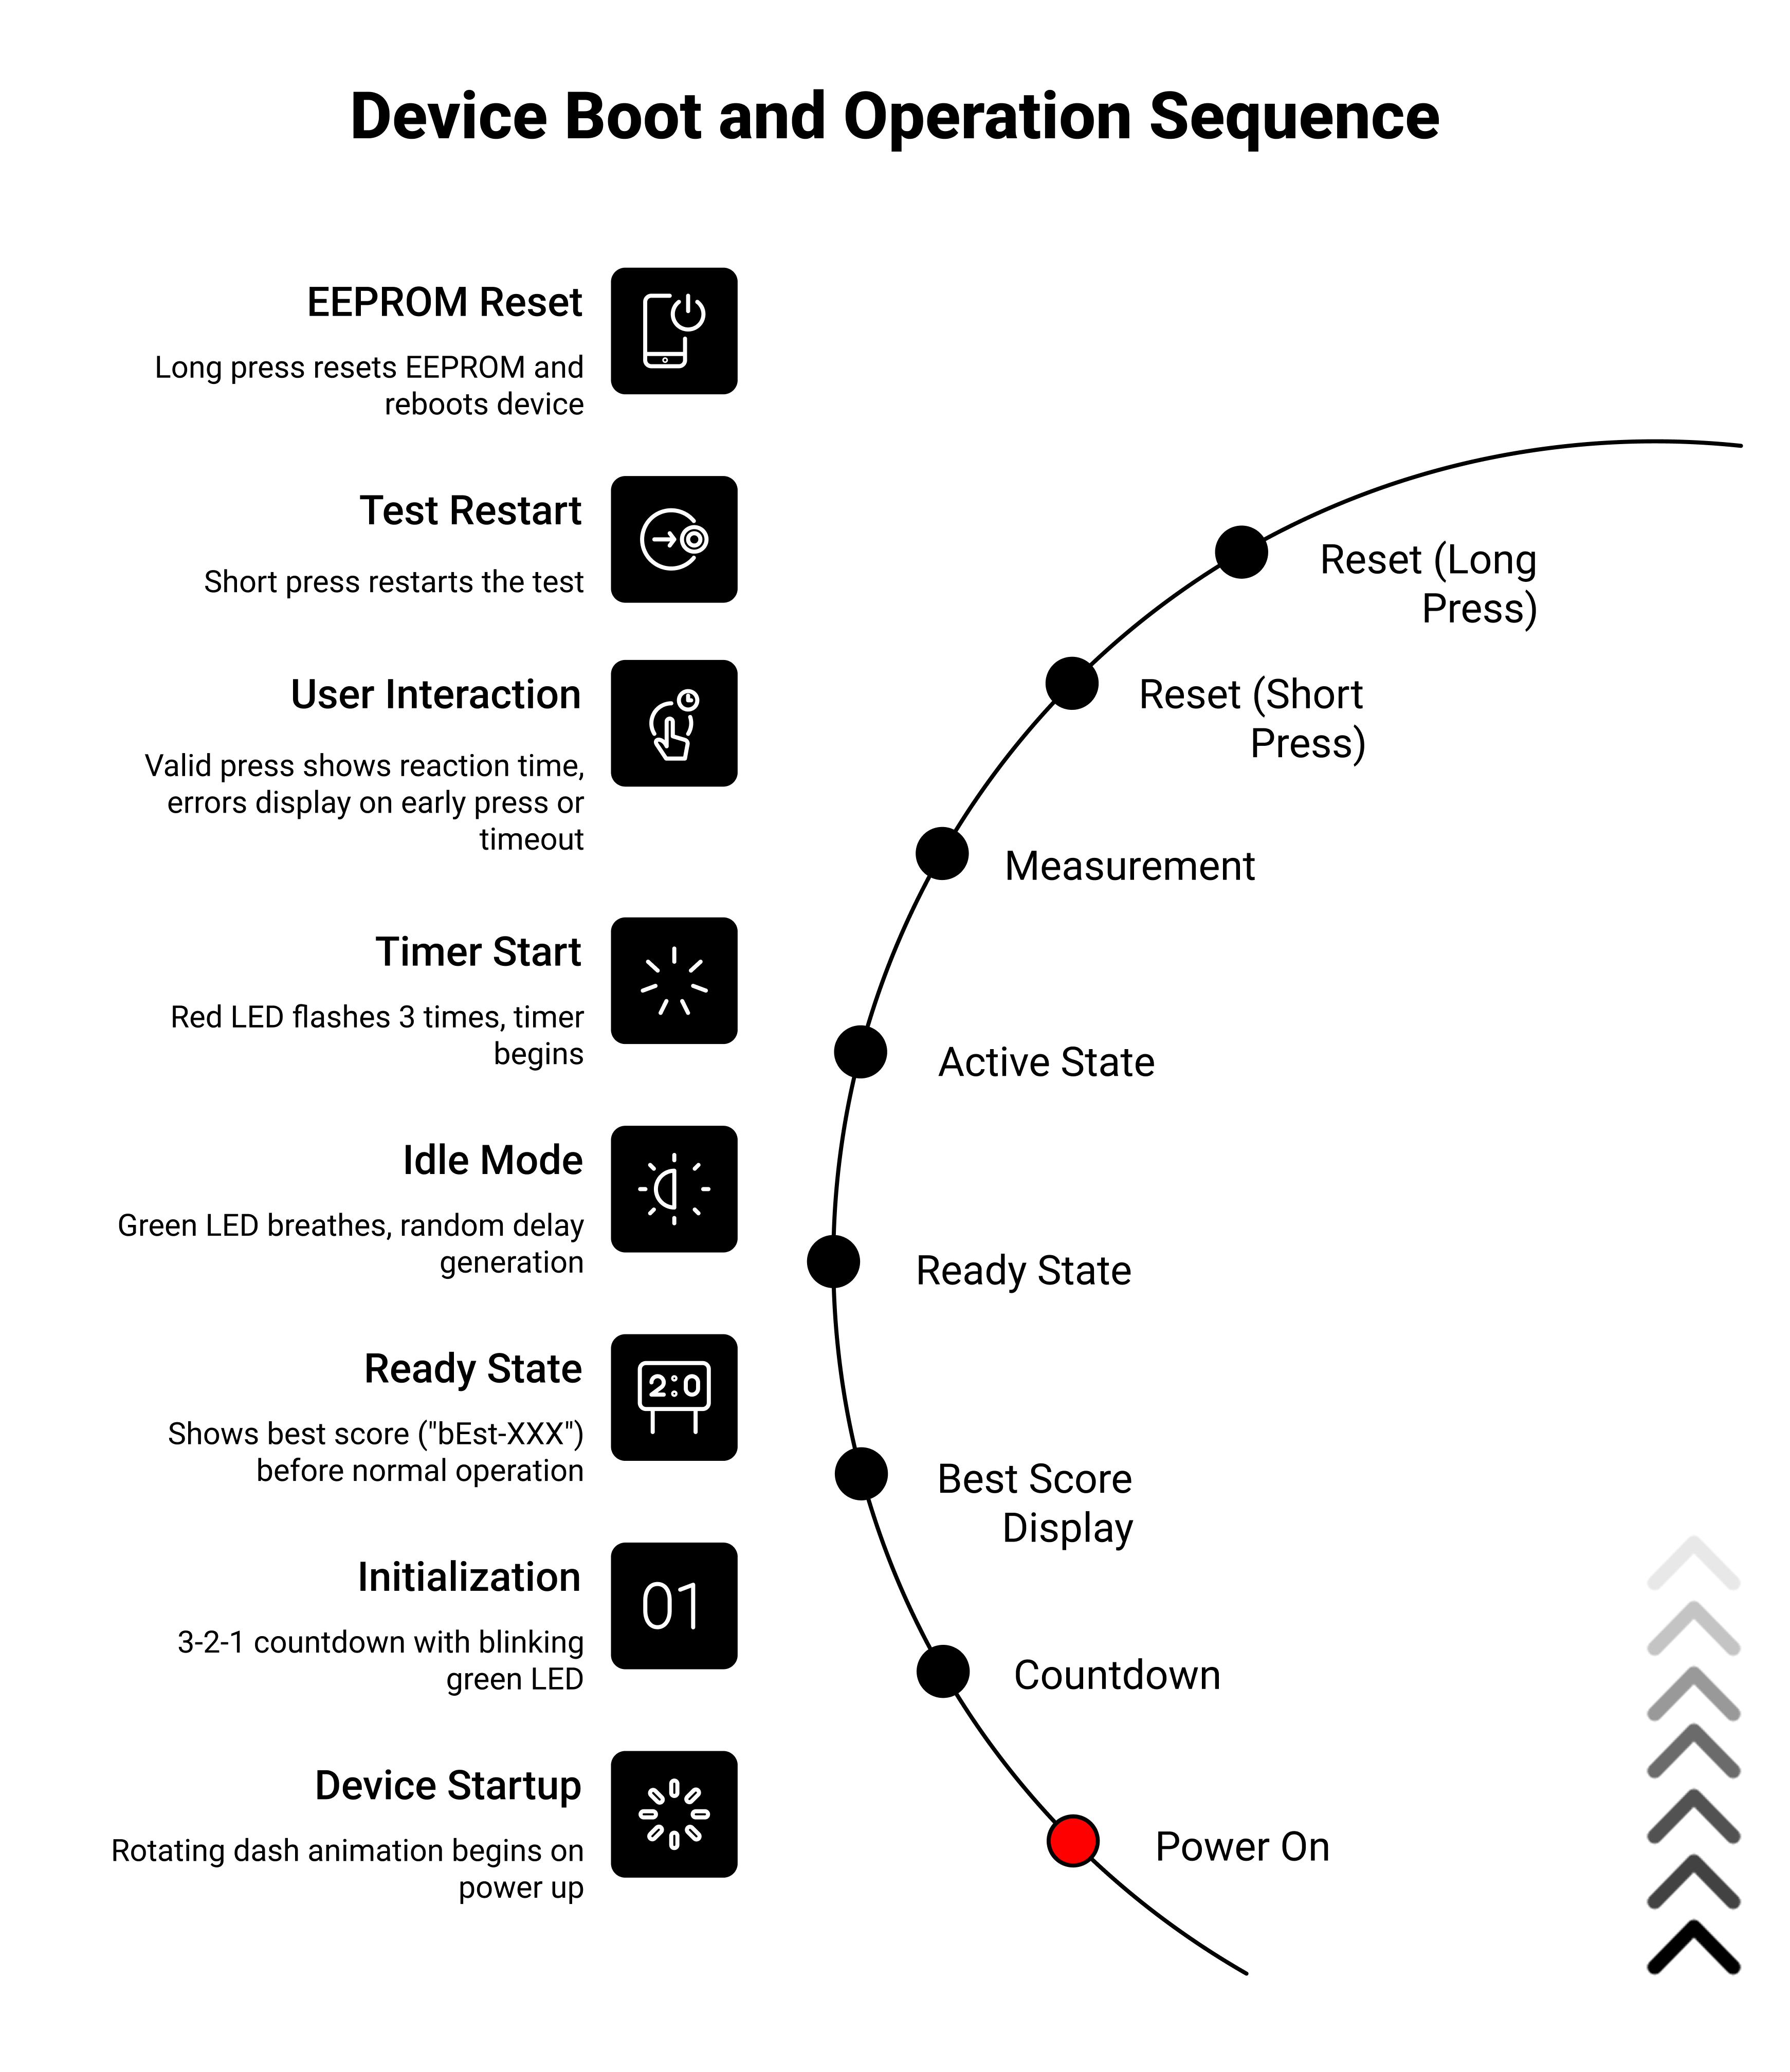 Device Boot and Operation Sequence
EEPROM Reset
Long press resets EEPROM and
reboots device
Test Restart
Short press restarts the test
User Interaction
Valid press shows reaction time,
errors display on early press or
timeout
Timer Start
Red LED flashes 3 times, timer
begins
Idle Mode
Green LED breathes, random delay
generation
Ready State
Shows best score ("bEst-XXX")
before normal operation
2:0
Initialization
3-2-1 countdown with blinking
green LED
01
Device Startup
Rotating dash animation begins on
power up
Reset (Long
Press)
Reset (Short
Press)
Measurement
Active State
Ready State
Best Score
Display
Countdown
Power On